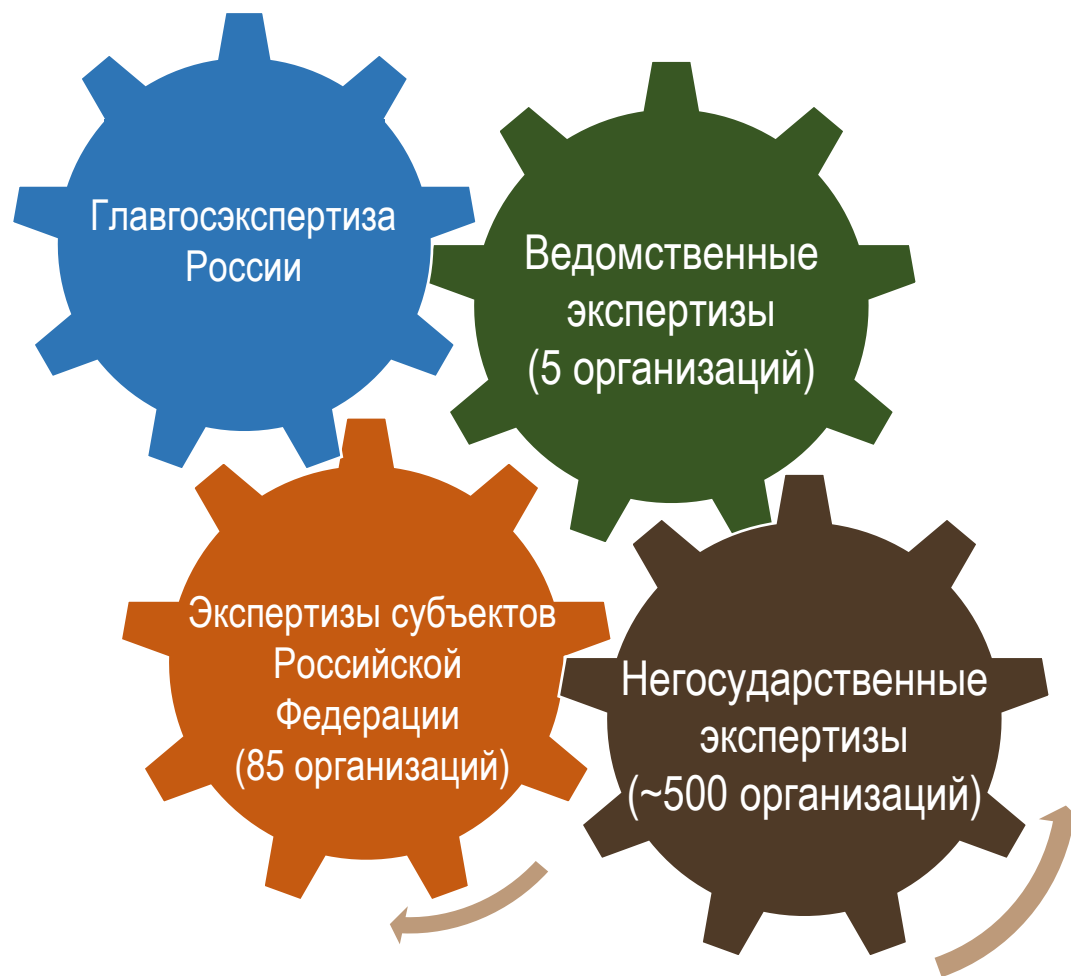 Главгосэкспертиза
России
Ведомственные
экспертизы
(5 организаций)
Экспертизы субъектов
Российской
Федерации
(85 организаций)
Негосударственные
экспертизы
(~500 организаций)